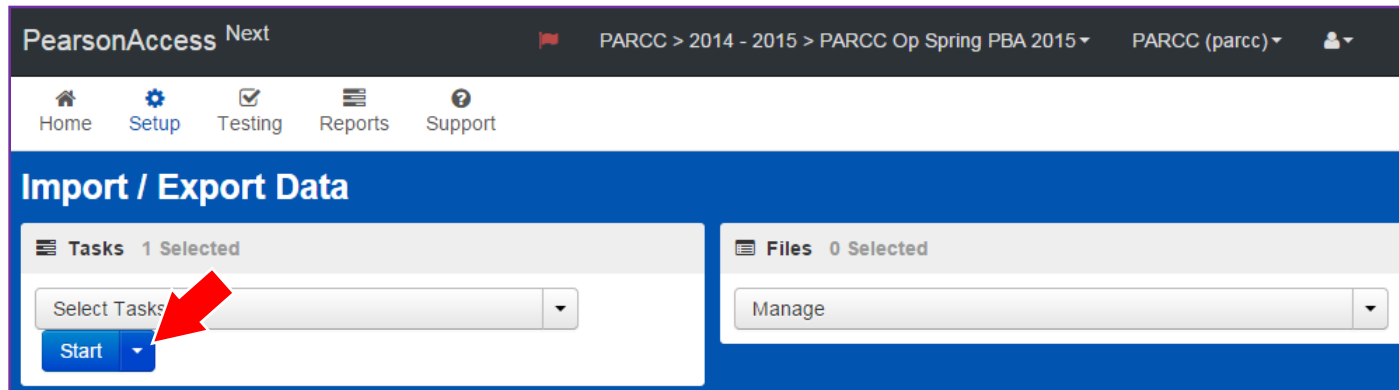 PearsonAccess Next PARCC > 2014 - 2015 > PARCC Op Spring PBA 2015 PARCC (parcc)
Home Setup Testing Reports Support
Import / Export Data
Tasks 1 Selected
Files 0 Selected
Select Tasks
Manage
Start